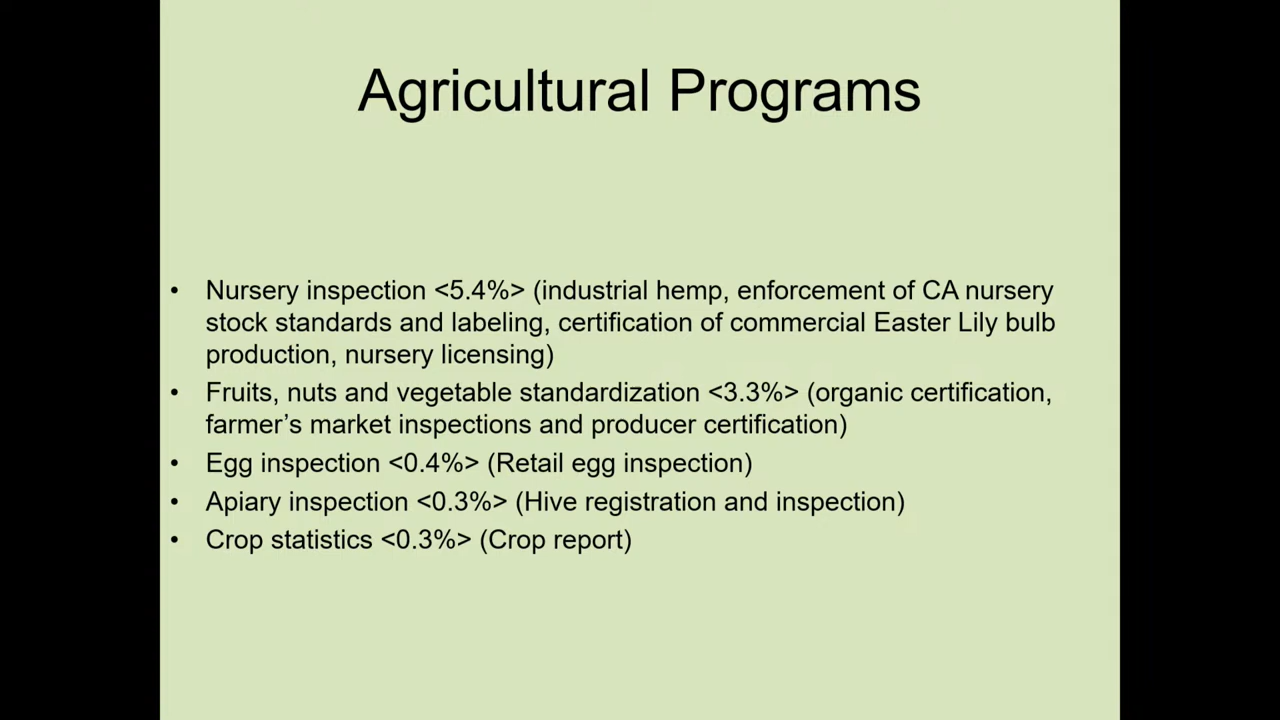 Agricultural Programs
• Nursery inspection <5.4%> (industrial hemp, enforcement of CA nursery
stock standards and labeling, certification of commercial Easter Lily bulb
production, nursery licensing)
• Fruits, nuts and vegetable standardization <3.3%> (organic certification,
farmer’s market inspections and producer certification)
• Egg inspection <0.4%> (Retail egg inspection)
• Apiary inspection <0.3%> (Hive registration and inspection)
• Crop statistics <0.3%> (Crop report)